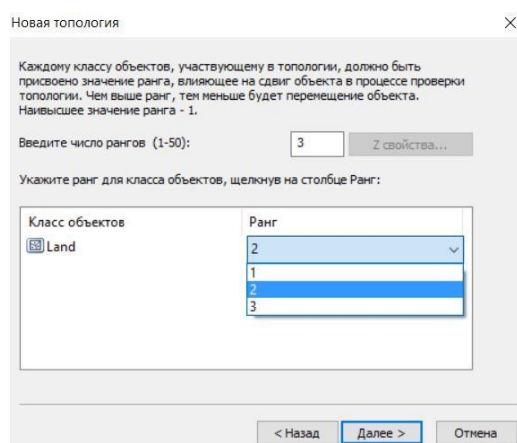 Новая топология
Каждому классу объектов, участвующему в топологии, должно быть
присвоено значение ранга, влияющее на сдвиг объекта в процессе проверки
топологии. Чем выше ранг, тем меньше будет перемещение объекта.
Наивысшее значение ранга - 1.
Введите число рангов (1-50): 3 Z свойства...
Укажите ранг для класса объектов, щелкнув на столбце Ранг:
Класс объектов Ранг
Land 2
1
2
3
< Назад Далее > Отмена